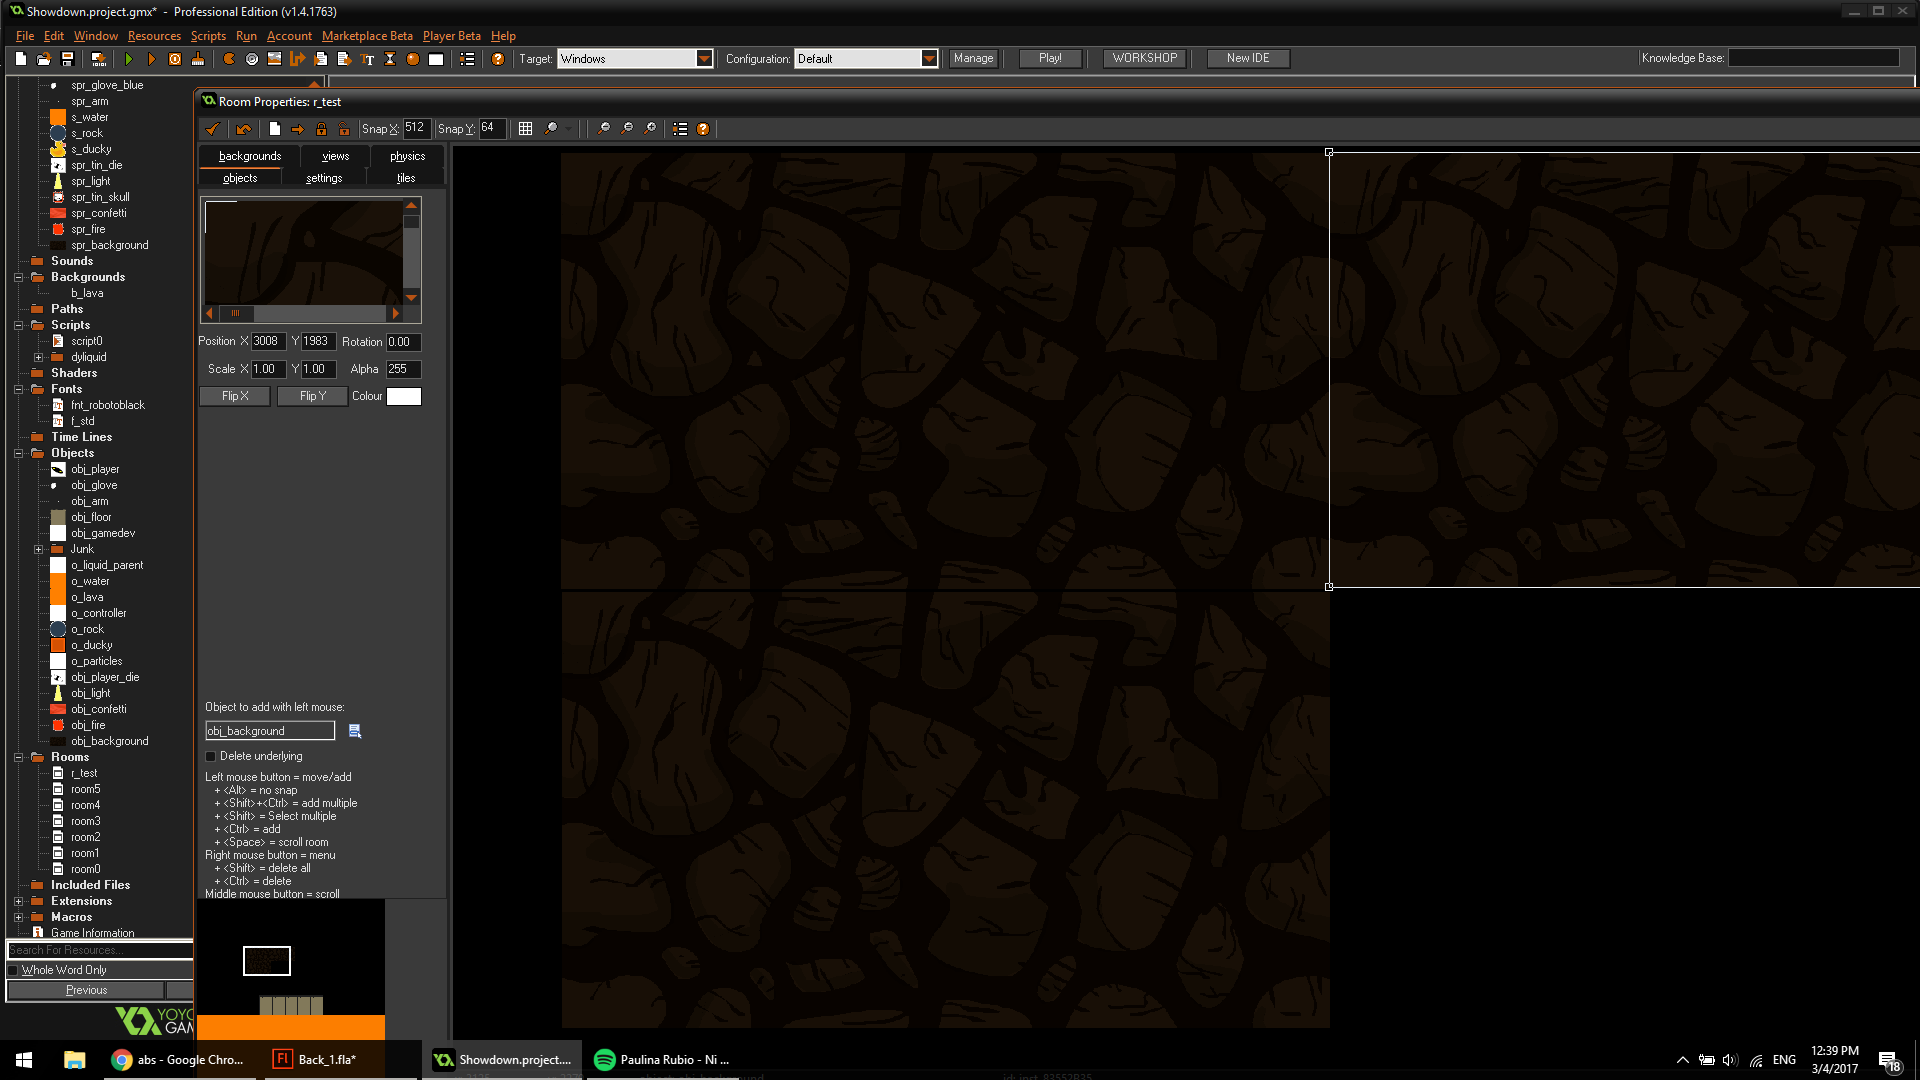 Showdown.project.gmx* - Professional Edition (v1.4.1763)
File Edit Window Resources Scripts Run Account Marketplace Beta Player Beta Help
Target: Windows Configuration: Default Manage Play! WORKSHOP New IDE Knowledge Base:
spr_glove_blue
spr_arm
s_water
s_rock
s_ducky
spr_tin_die
spr_light
spr_tin_skull
spr_confetti
spr_fire
spr_background
Sounds
Backgrounds
b_lava
Paths
Scripts
script0
dyliquid
Shaders
Fonts
fnt_robotoblack
f_std
Time Lines
Objects
obj_player
obj_glove
obj_arm
obj_floor
obj_gamedev
Junk
o_liquid_parent
o_water
o_lava
o_controller
o_rock
o_ducky
o_particles
obj_player_die
obj_light
obj_confetti
obj_fire
obj_background
Rooms
r_test
room5
room4
room3
room2
room1
room0
Included Files
Extensions
Macros
Game Information
Search For Resources...
Whole Word Only
Previous
Room Properties: r_test
Snap X: 512 Snap Y: 64
backgrounds views physics
objects settings tiles
Position X 3008 Y 1983 Rotation 0.00
Scale X 1.00 Y 1.00 Alpha 255
Flip X Flip Y Colour
Object to add with left mouse:
obj_background
Delete underlying
Left mouse button = move/add
+ <Alt> = no snap
+ <Shift>+<Ctrl> = add multiple
+ <Shift> = Select multiple
+ <Ctrl> = add
+ <Space> = scroll room
Right mouse button = menu
+ <Shift> = delete all
+ <Ctrl> = delete
Middle mouse button = scroll
abs - Google Chro...
Fl
Back_1.fla*
Showdown.project....
Paulina Rubio - Ni ...
ENG
12:39 PM
3/4/2017
18